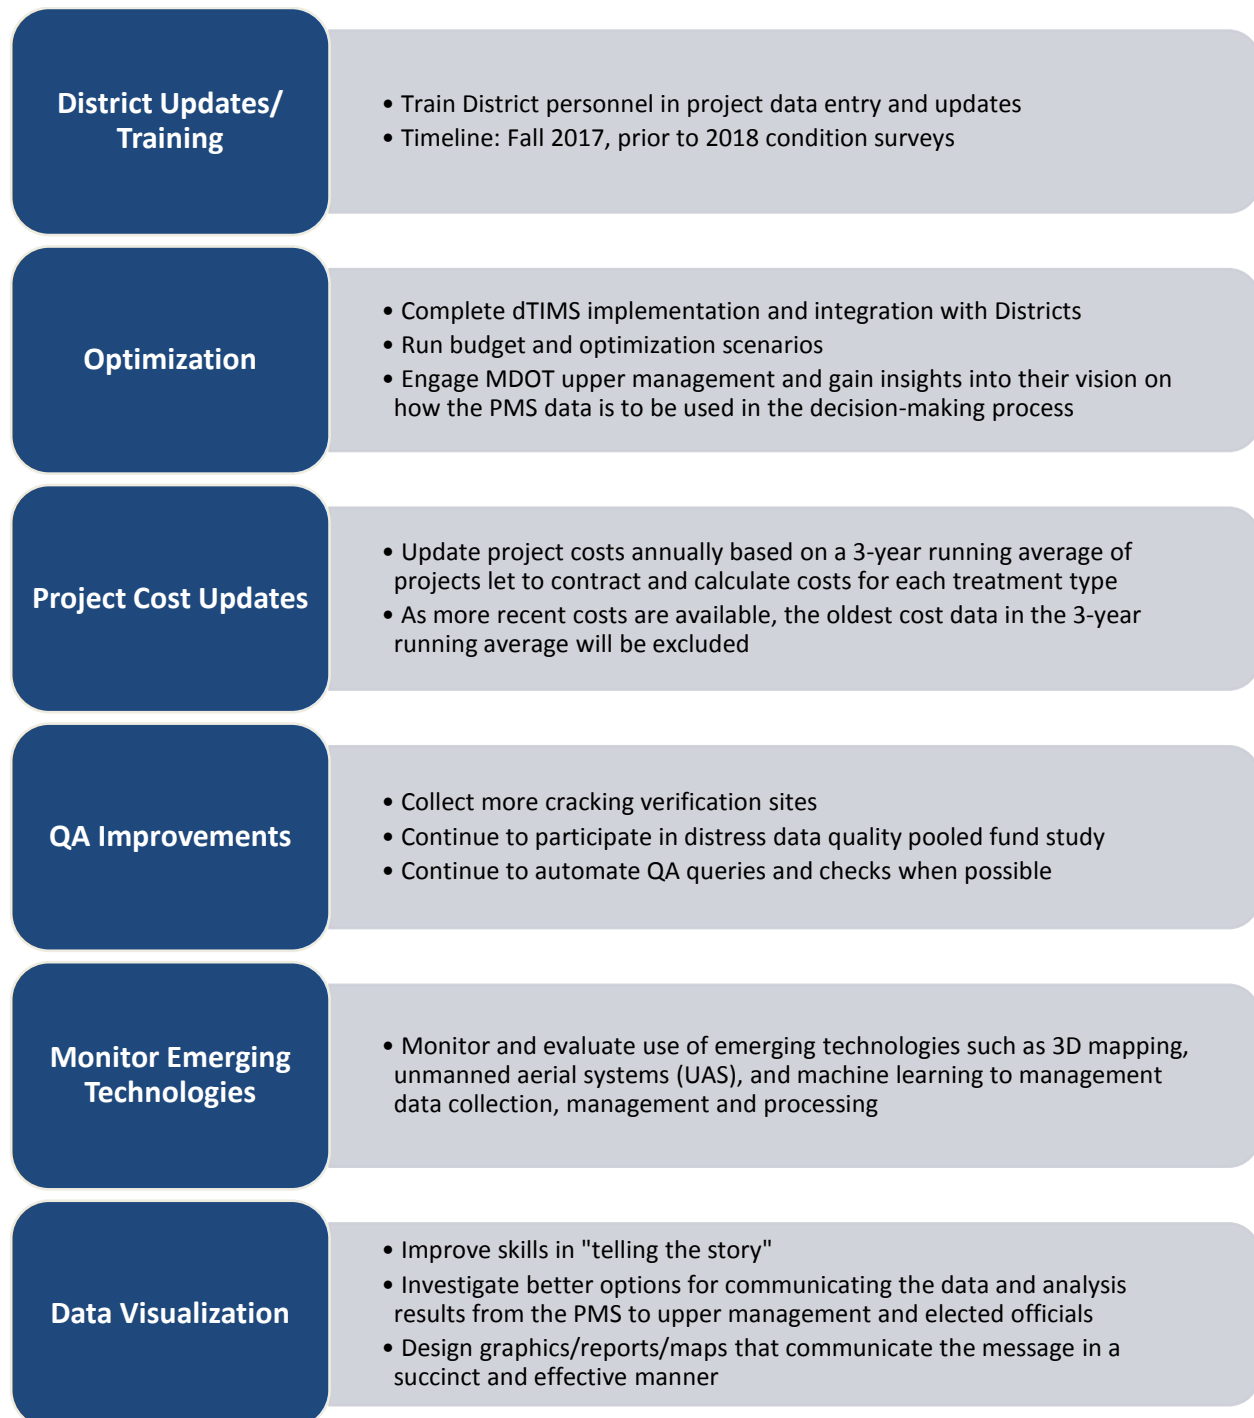 District Updates/
Training
• Train District personnel in project data entry and updates
• Timeline: Fall 2017, prior to 2018 condition surveys
Optimization
• Complete dTIMS implementation and integration with Districts
• Run budget and optimization scenarios
• Engage MDOT upper management and gain insights into their vision on
how the PMS data is to be used in the decision-making process
Project Cost Updates
• Update project costs annually based on a 3-year running average of
projects let to contract and calculate costs for each treatment type
• As more recent costs are available, the oldest cost data in the 3-year
running average will be excluded
QA Improvements
• Collect more cracking verification sites
• Continue to participate in distress data quality pooled fund study
• Continue to automate QA queries and checks when possible
Monitor Emerging
Technologies
• Monitor and evaluate use of emerging technologies such as 3D mapping,
unmanned aerial systems (UAS), and machine learning to management
data collection, management and processing
Data Visualization
• Improve skills in "telling the story"
• Investigate better options for communicating the data and analysis
results from the PMS to upper management and elected officials
• Design graphics/reports/maps that communicate the message in a
succinct and effective manner